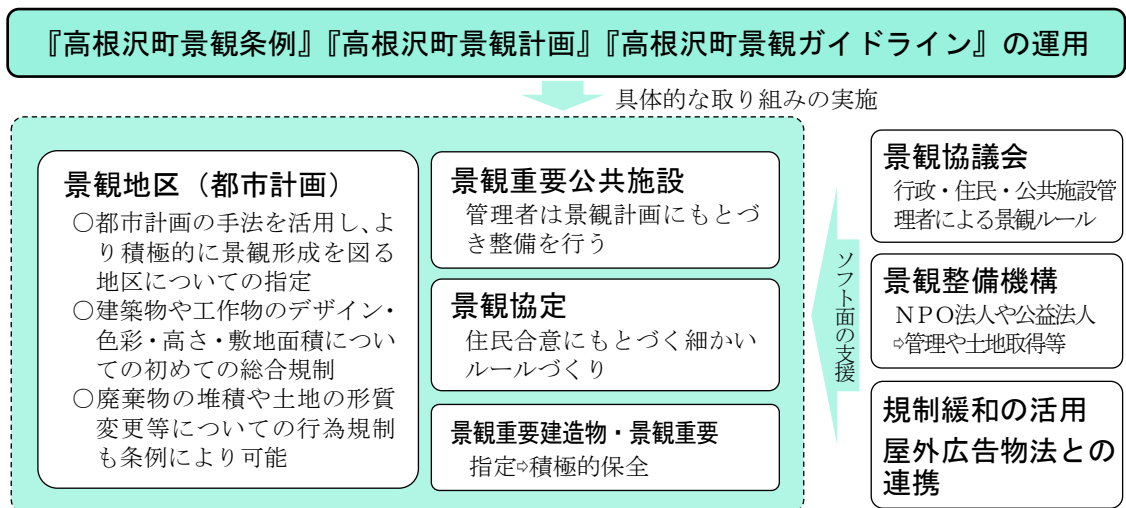 『高根沢町景観条例』『高根沢町景観計画』『高根沢町景観ガイドライン』の運用
具体的な取り組みの実施
景観地区（都市計画）
○都市計画の手法を活用し、よ
り積極的に景観形成を図る
地区についての指定
○建築物や工作物のデザイン・
色彩・高さ・敷地面積につい
ての初めての総合規制
○廃棄物の堆積や土地の形質
変更等についての行為規制
も条例により可能
景観重要公共施設
管理者は景観計画にもとづ
き整備を行う
景観協定
住民合意にもとづく細かい
ルールづくり
景観重要建造物・景観重要
指定⇨積極的保全
ソフト面の支援
景観協議会
行政・住民・公共施設管
理者による景観ルール
景観整備機構
ＮＰＯ法人や公益法人
⇨管理や土地取得等
規制緩和の活用
屋外広告物法との
連携